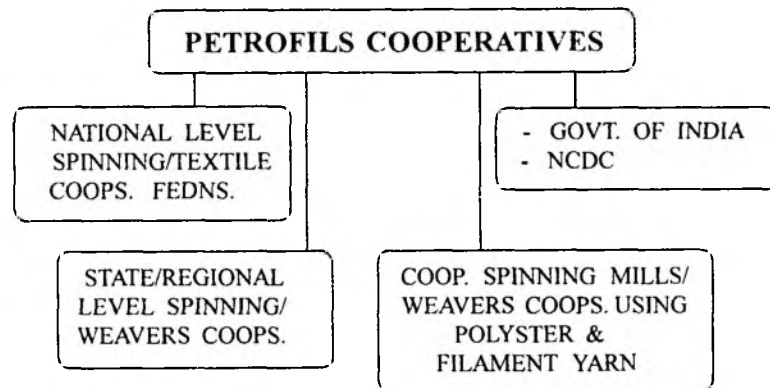 PETROFILS COOPERATIVES
NATIONAL LEVEL
SPINNING/TEXTILE
COOPS. FEDNS.
- GOVT. OF INDIA
- NCDC
STATE/REGIONAL
LEVEL SPINNING/
WEAVERS COOPS.
COOP. SPINNING MILLS/
WEAVERS COOPS. USING
POLYSTER &
FILAMENT YARN